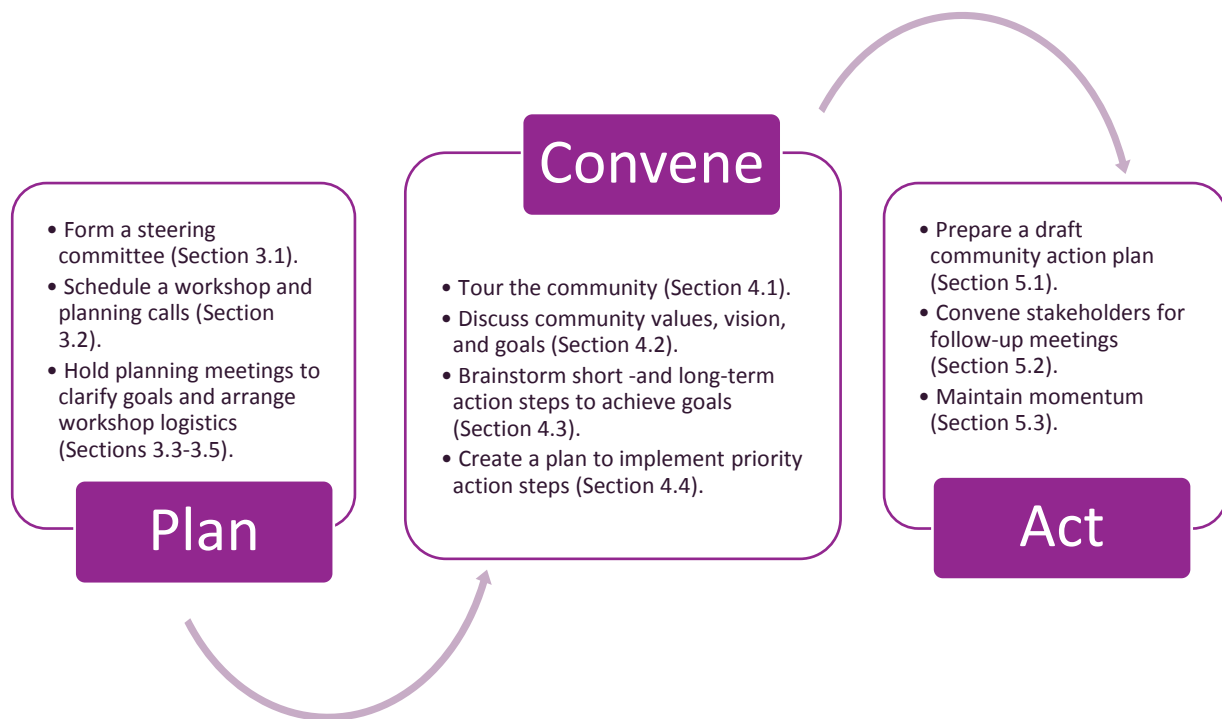 • Form a steering
committee (Section 3.1).
• Schedule a workshop and
planning calls (Section
3.2).
• Hold planning meetings to
clarify goals and arrange
workshop logistics
(Sections 3.3-3.5).
Plan
Convene
• Tour the community (Section 4.1).
• Discuss community values, vision,
and goals (Section 4.2).
• Brainstorm short -and long-term
action steps to achieve goals
(Section 4.3).
• Create a plan to implement priority
action steps (Section 4.4).
• Prepare a draft
community action plan
(Section 5.1).
• Convene stakeholders for
follow-up meetings
(Section 5.2).
• Maintain momentum
(Section 5.3).
Act